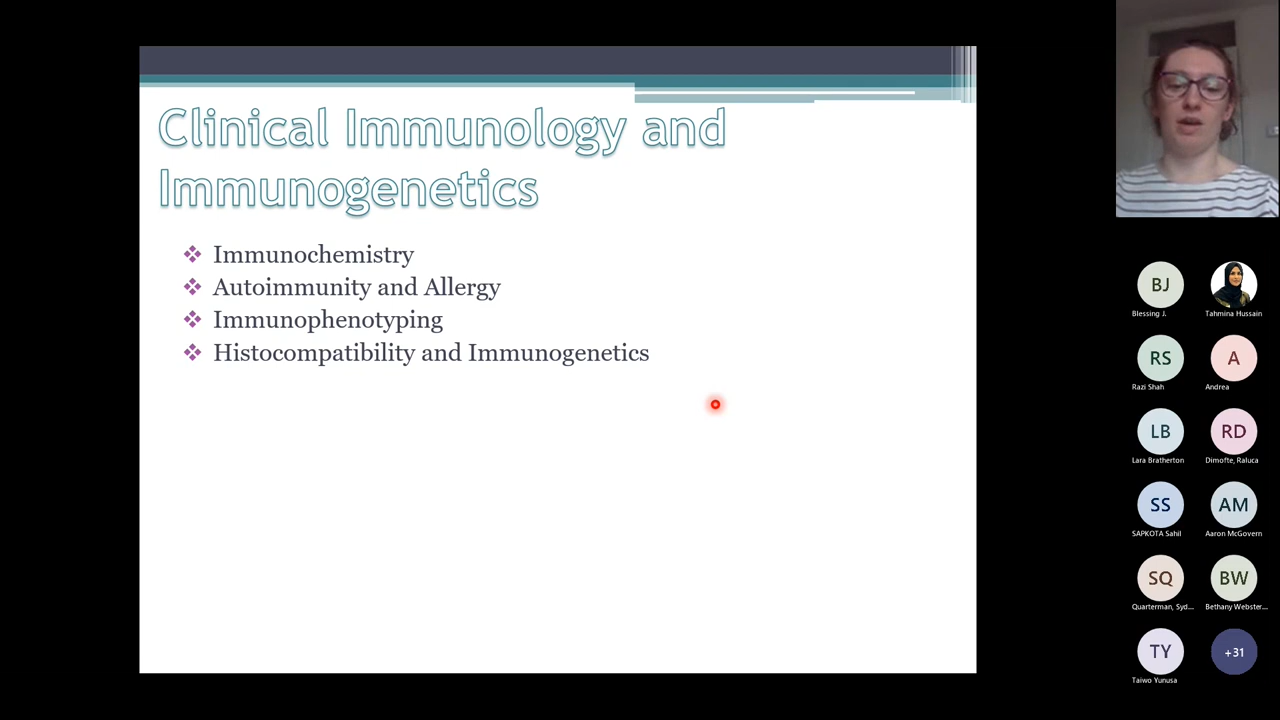 Clinical Immunology and
Immunogenetics
Immunochemistry
Autoimmunity and Allergy
Immunophenotyping
Histocompatibility and Immunogenetics
BJ
Blessing J.
Tahmina Hussain
RS
Razi Shah
A
Andrea
LB
Lara Bratherton
RD
Dimofte, Raluca
SS
SAPKOTA Sahil
AM
Aaron McGovern
SQ
Quarterman, Syd...
BW
Bethany Webster...
TY
Taiwo Yunusa
+31